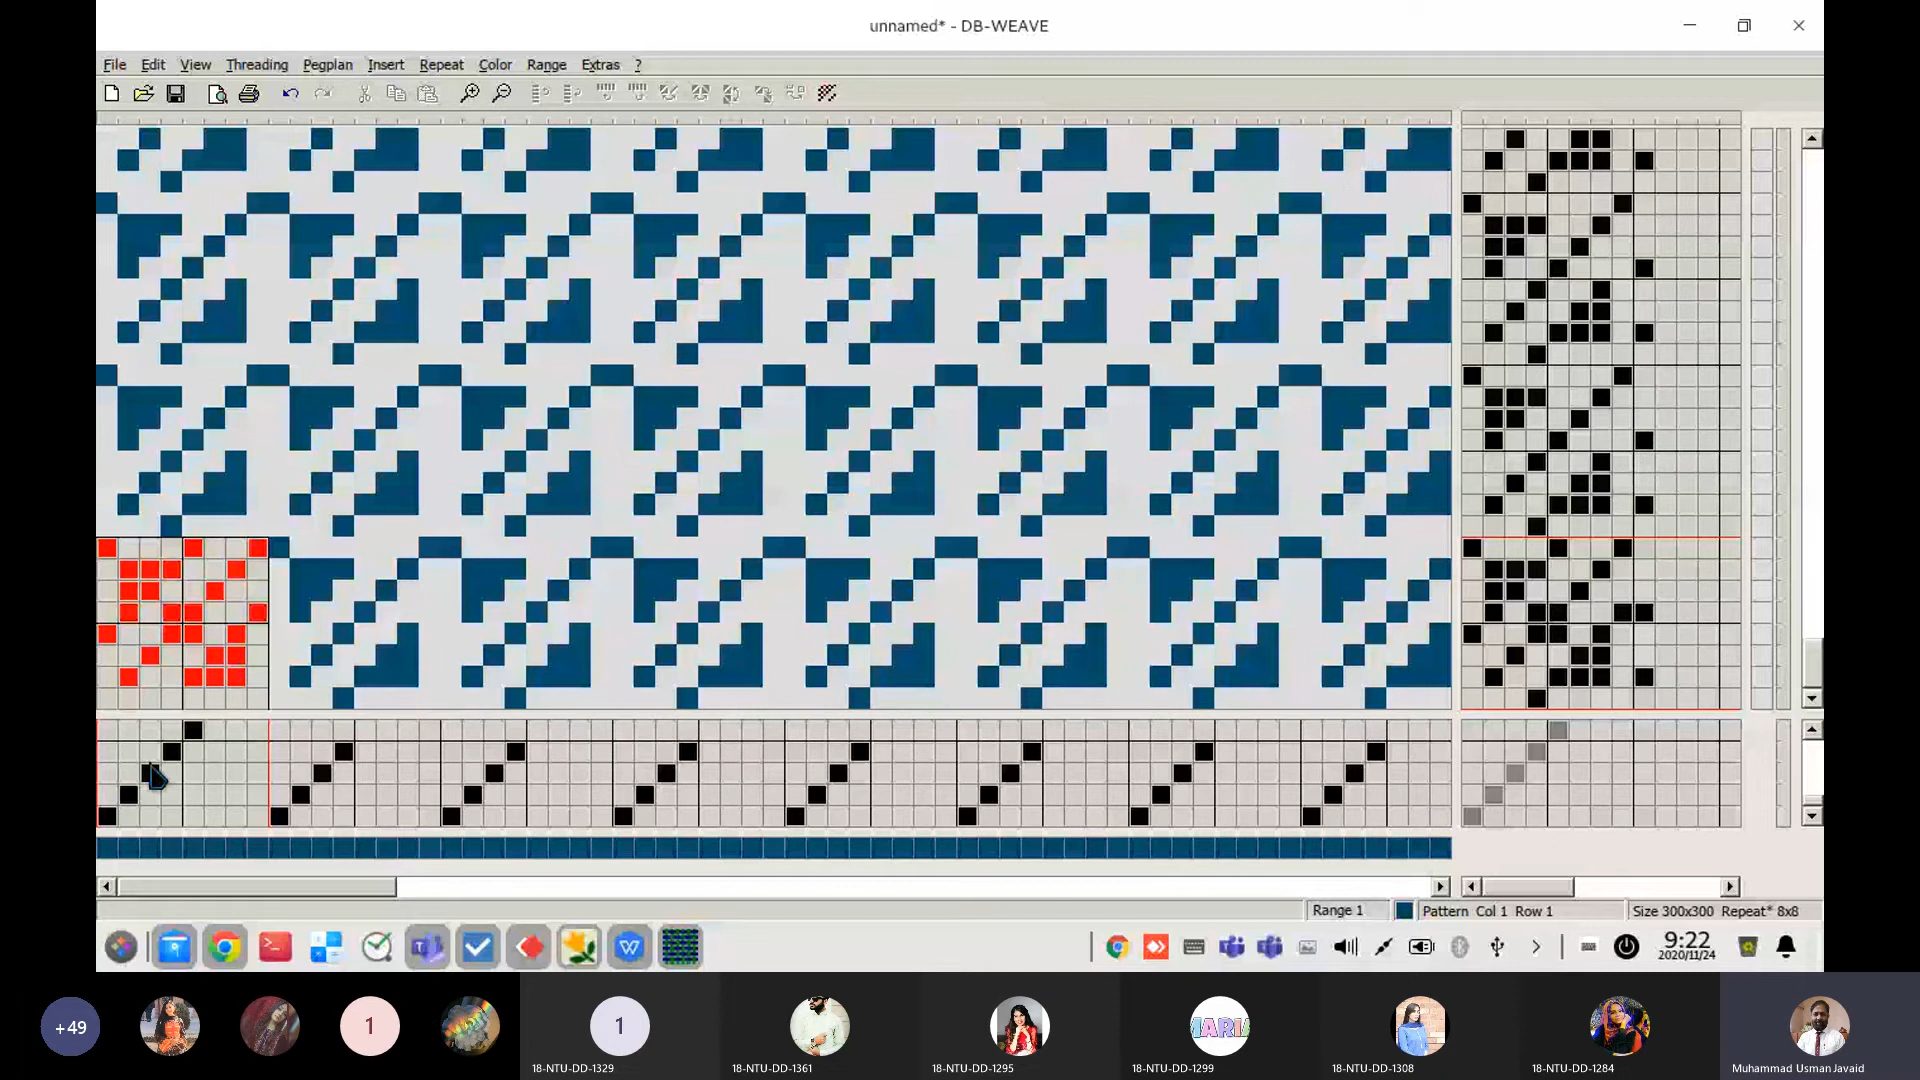 unnamed* - DB-WEAVE
File Edit View Threading Pegplan Insert Repeat Color Range Extras ?
Range 1 Pattern Col 1 Row 1 Size 300x300 Repeat* 8x8
9:22
2020/11/24
+49
1
1
MARIA
18-NTU-DD-1329 18-NTU-DD-1361 18-NTU-DD-1295 18-NTU-DD-1299 18-NTU-DD-1308 18-NTU-DD-1284 Muhammad Usman Javaid